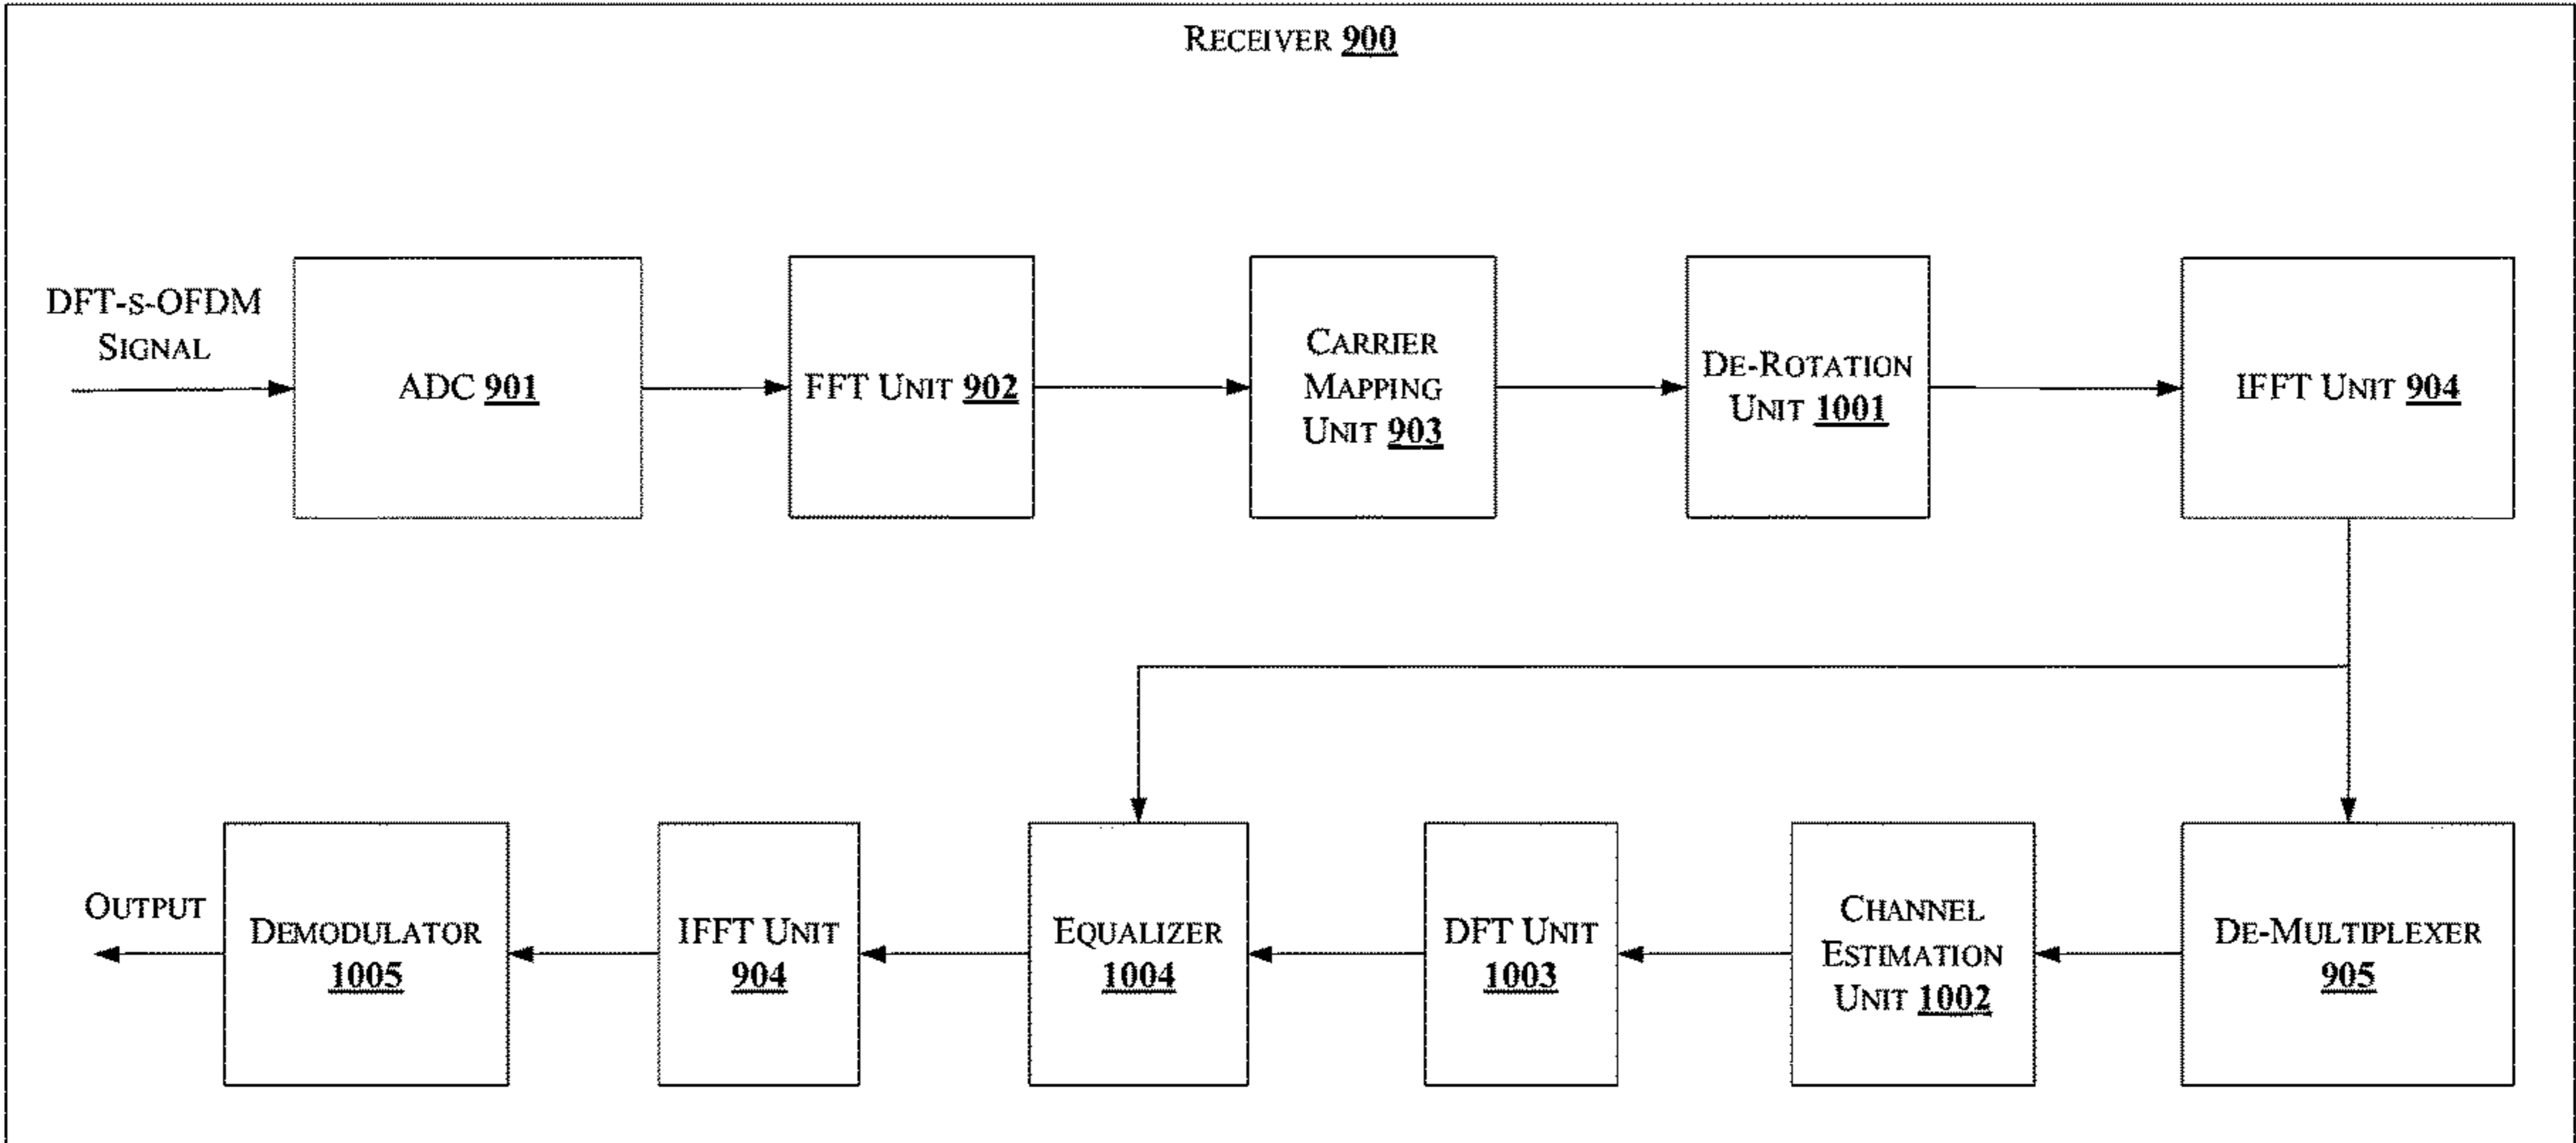 RECEIVER 900
DFT-S-OFDM
SIGNAL
ADC 901
FFT UNIT 902
CARRIER
MAPPING
UNIT 903
DE-ROTATION
UNIT 1001
IFFT UNIT 904
OUTPUT
DEMODULATOR
1005
IFFT UNIT
904
EQUALIZER
1004
DFT UNIT
1003
CHANNEL
ESTIMATION
UNIT 1002
DE-MULTIPLEXER
905